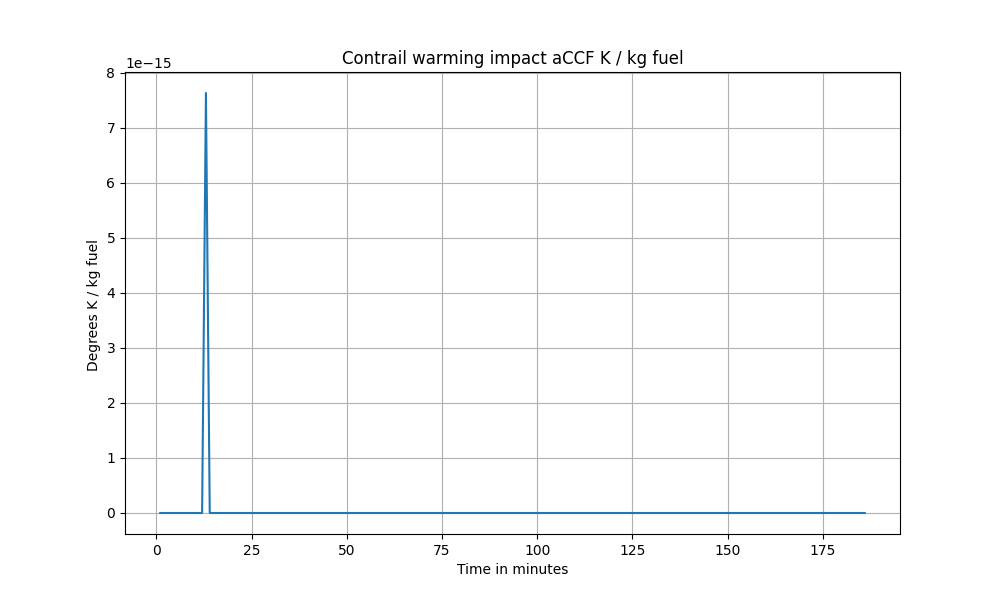 Contrail warming impact aCCF K / kg fuel
1e−15
8
7
6
5
4
3
2
1
0
Degrees K / kg fuel
0 25 50 75 100 125 150 175
Time in minutes